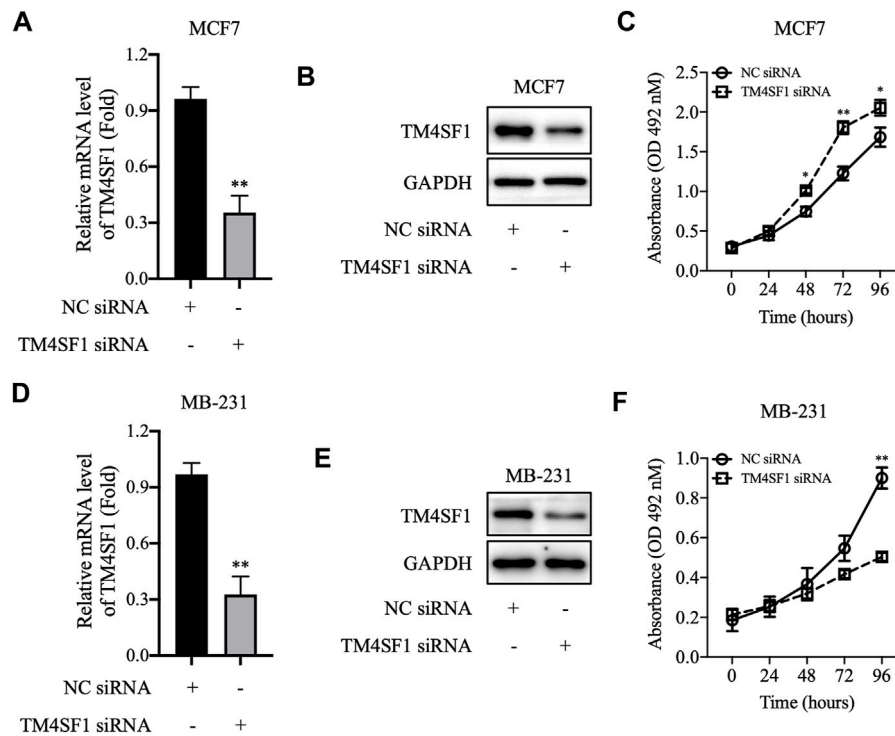 A
MCF7
Relative mRNA level
of TM4SF1 (Fold)
1.2
0.9
0.6
0.3
0.0
**
NC siRNA + -
TM4SF1 siRNA - +
B
MCF7
TM4SF1
GAPDH
NC siRNA + -
TM4SF1 siRNA - +
C
MCF7
NC siRNA
TM4SF1 siRNA
Absorbance (OD 492 nM)
2.5
2.0
1.5
1.0
0.5
0.0
* ** *
0 24 48 72 96
Time (hours)
D
MB-231
Relative mRNA level
of TM4SF1 (Fold)
1.2
0.9
0.6
0.3
0.0
**
NC siRNA + -
TM4SF1 siRNA - +
E
MB-231
TM4SF1
GAPDH
NC siRNA + -
TM4SF1 siRNA - +
F
MB-231
NC siRNA
TM4SF1 siRNA
Absorbance (OD 492 nM)
1.0
0.8
0.6
0.4
0.2
0.0
**
0 24 48 72 96
Time (hours)